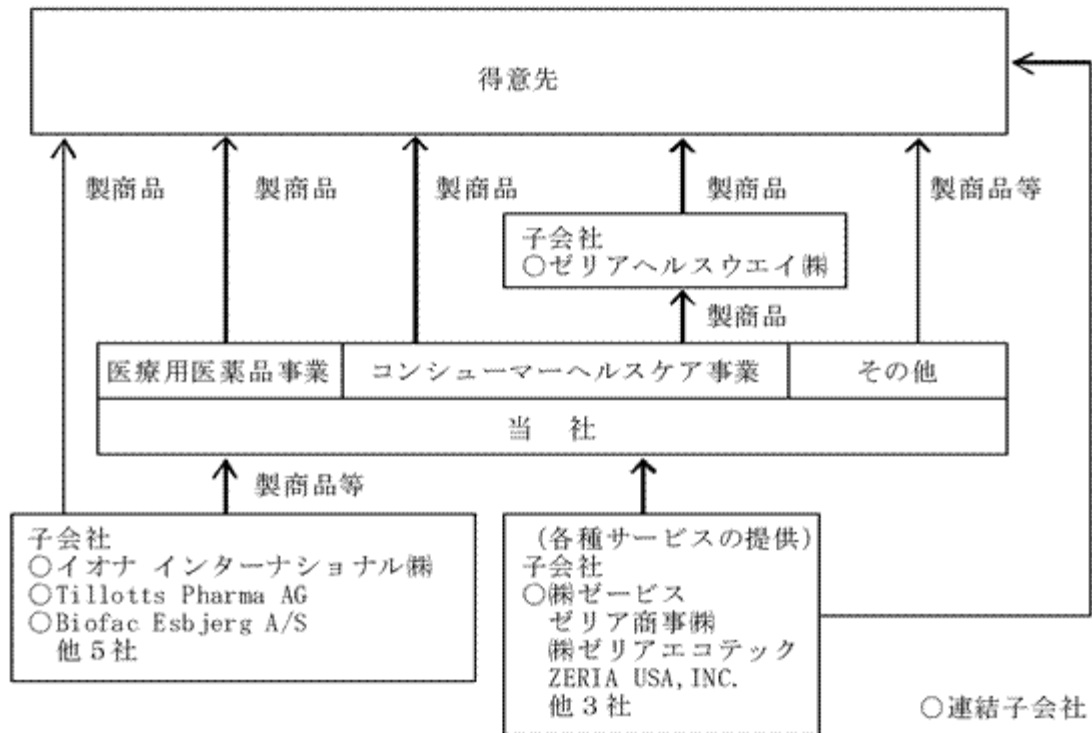 得意先
製商品
製商品
製商品
製商品
製商品等
子会社
○ゼリアヘルスウエイ㈱
製商品
医療用医薬品事業
コンシューマーヘルスケア事業
その他
当 社
製商品等
子会社
○イオナ インターナショナル㈱
○Tillotts Pharma AG
○Biofac Esbjerg A/S
他5社
(各種サービスの提供)
子会社
○㈱ゼービス
ゼリア商事㈱
㈱ゼリアエコテック
ZERIA USA,INC.
他3社
○連結子会社